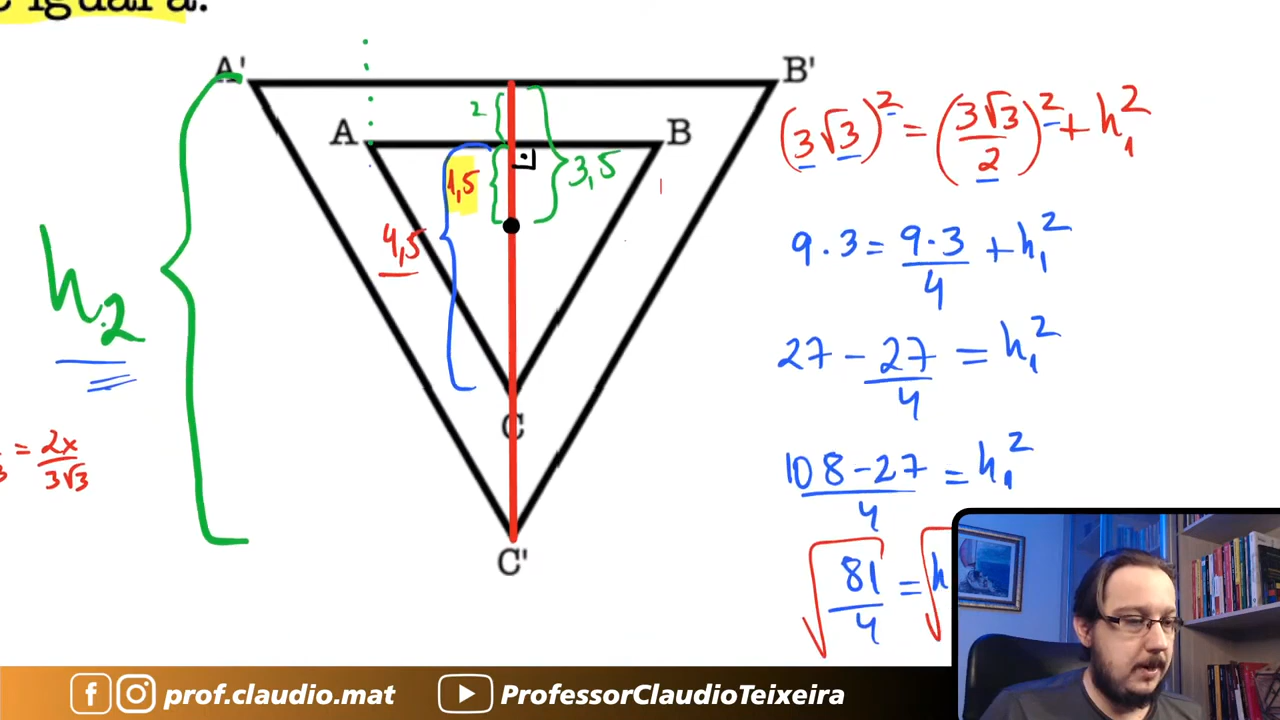 e igual a:
A'
B'
A
B
2
1,5
3,5
4,5
h₂
C
C'
= 2x/3√3
(3√3)² = (3√3/2)² + h₁²
9·3 = 9·3/4 + h₁²
27 - 27/4 = h₁²
108-27/4 = h₁²
√81/4 = √h
prof.claudio.mat
ProfessorClaudioTeixeira